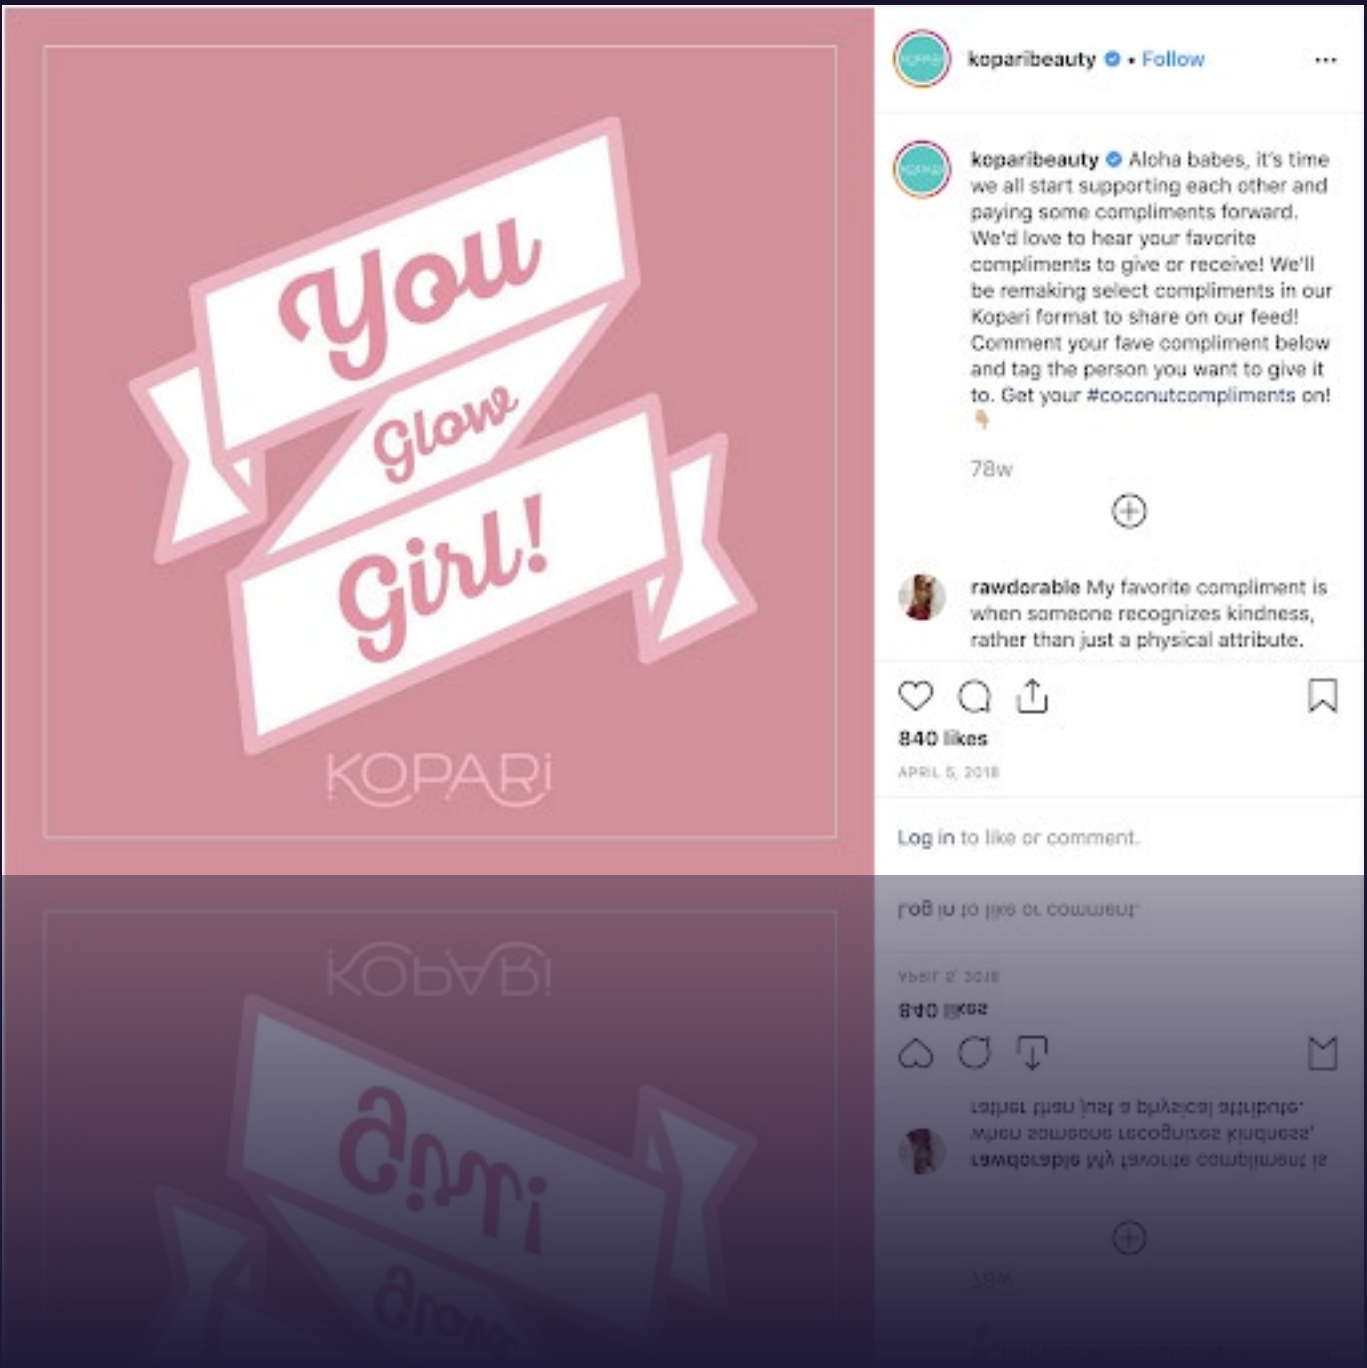 You
Glow
Girl!
KOPARi
koparibeauty • Follow
koparibeauty Aloha babes, it's time
we all start supporting each other and
paying some compliments forward.
We'd love to hear your favorite
compliments to give or receive! We'll
be remaking select compliments in our
Kopari format to share on our feed!
Comment your fave compliment below
and tag the person you want to give it
to. Get your #coconutcompliments on!
78w
rawdorable My favorite compliment is
when someone recognizes kindness,
rather than just a physical attribute.
840 likes
APRIL 5, 2018
Log in to like or comment.